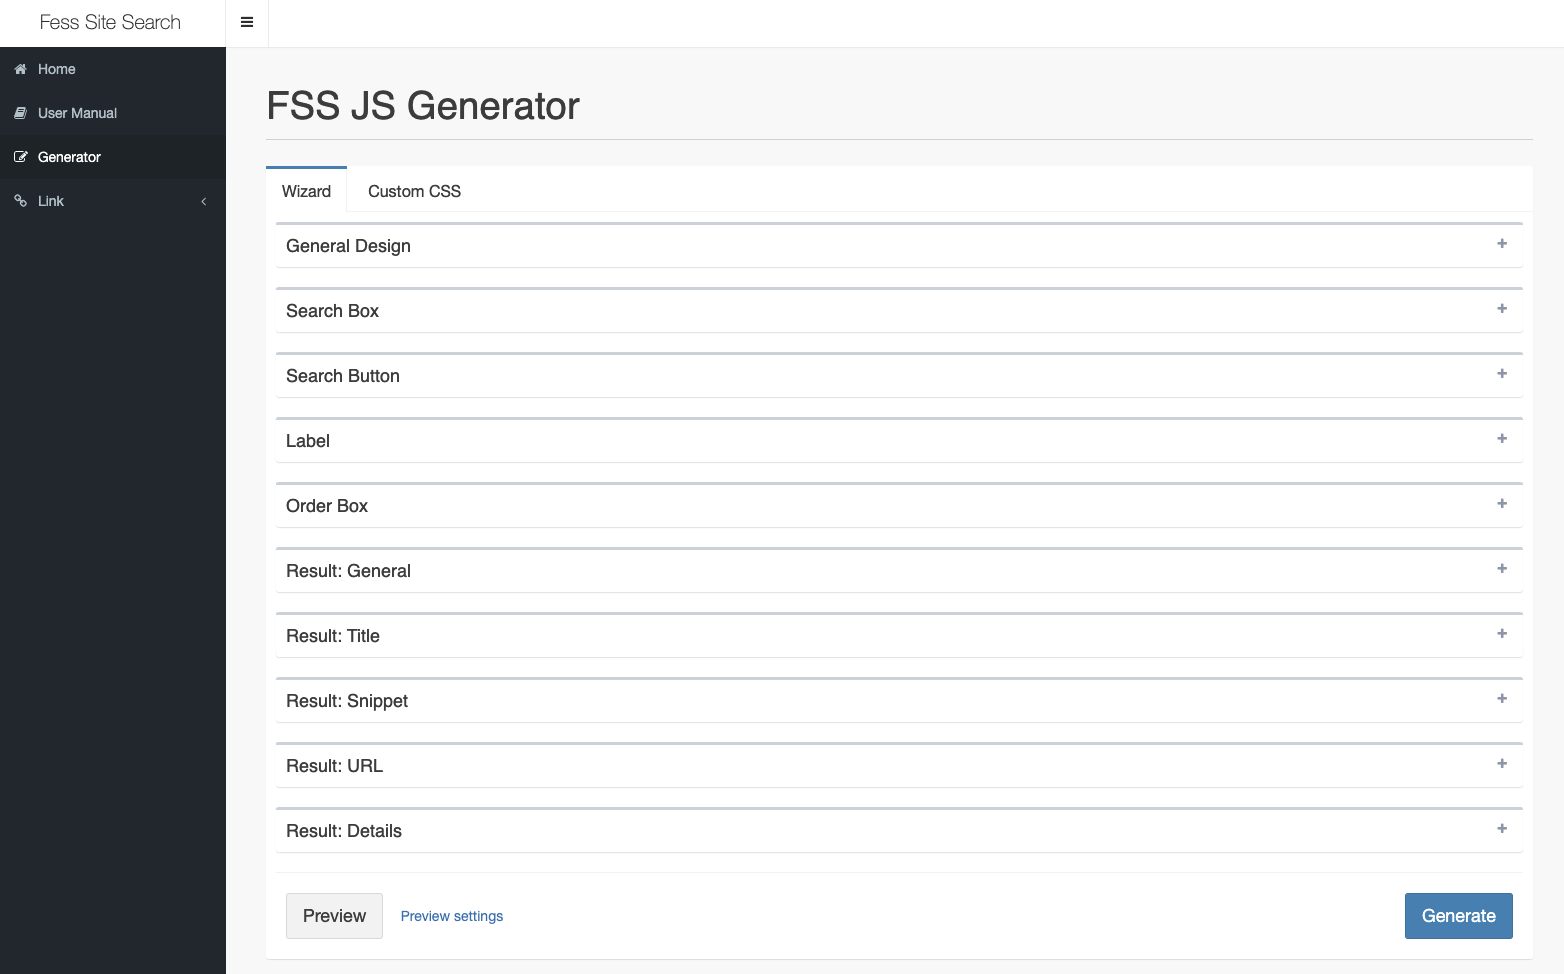 Fess Site Search
Home
User Manual
Generator
Link
FSS JS Generator
Wizard
Custom CSS
General Design
Search Box
Search Button
Label
Order Box
Result: General
Result: Title
Result: Snippet
Result: URL
Result: Details
Preview
Preview settings
Generate